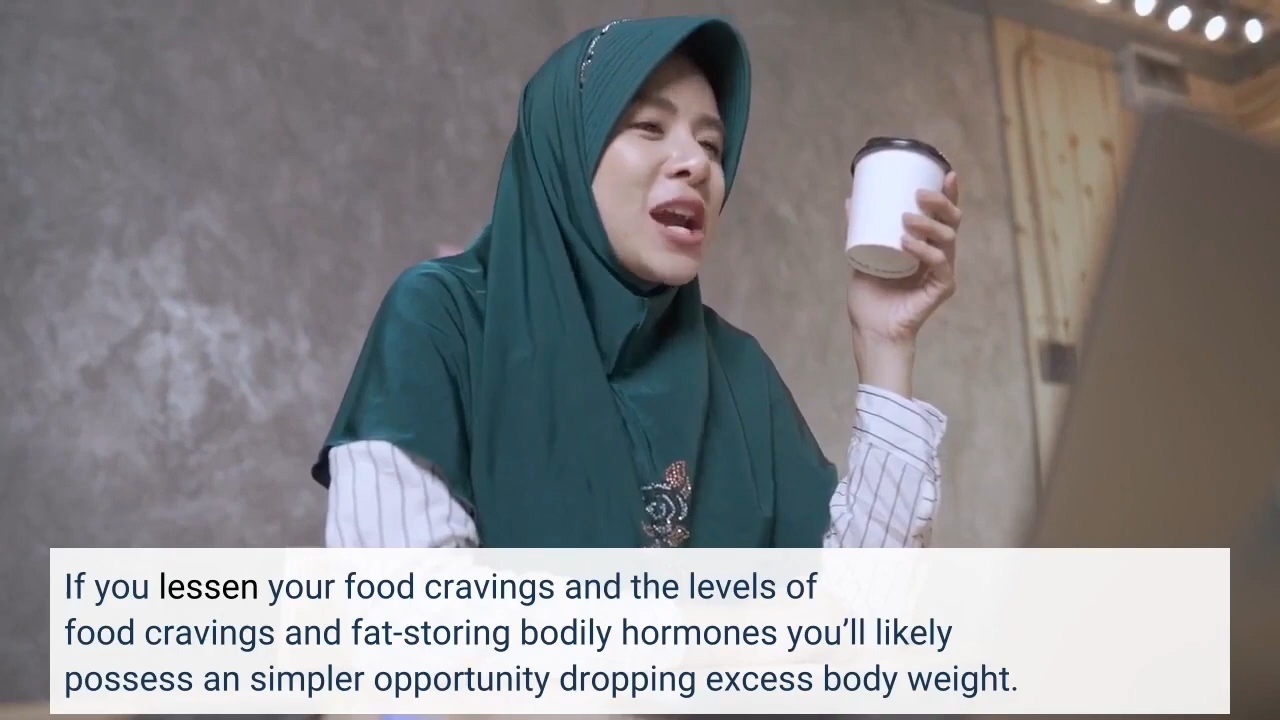 If you lessen your food cravings and the levels of
food cravings and fat-storing bodily hormones you’ll likely
possess an simpler opportunity dropping excess body weight.